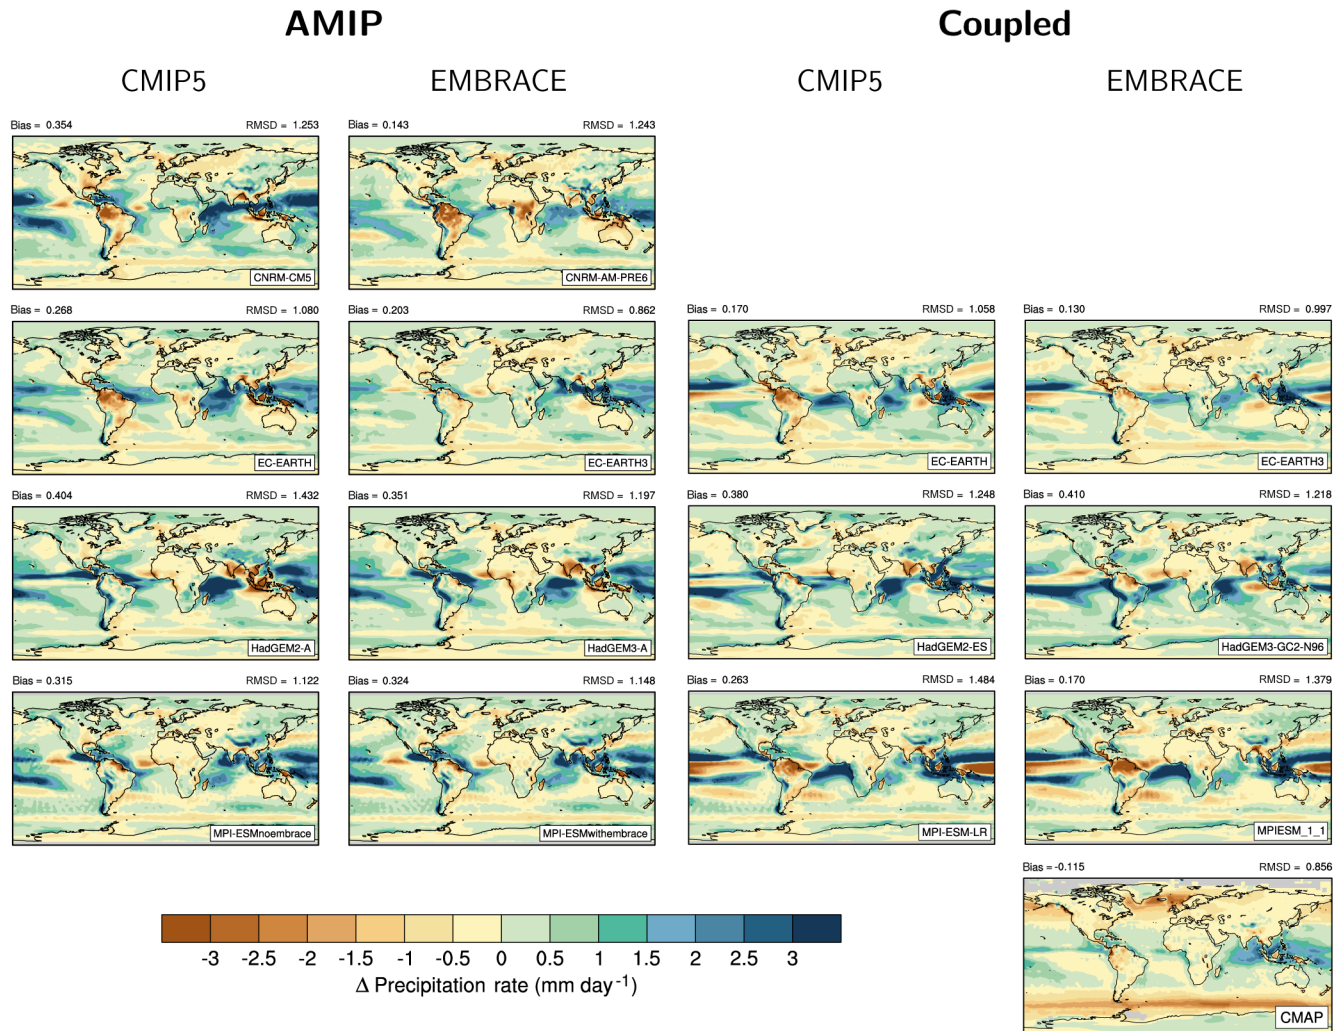 AMIP Coupled
CMIP5 EMBRACE CMIP5 EMBRACE
Bias = 0.354 RMSD = 1.253 Bias = 0.143 RMSD = 1.243
CNRM-CM5 CNRM-AM-PRE6
Bias = 0.268 RMSD = 1.080 Bias = 0.203 RMSD = 0.862 Bias = 0.170 RMSD = 1.058 Bias = 0.130 RMSD = 0.997
EC-EARTH EC-EARTH3 EC-EARTH EC-EARTH3
Bias = 0.404 RMSD = 1.432 Bias = 0.351 RMSD = 1.197 Bias = 0.380 RMSD = 1.248 Bias = 0.410 RMSD = 1.218
HadGEM2-A HadGEM3-A HadGEM2-ES HadGEM3-GC2-N96
Bias = 0.315 RMSD = 1.122 Bias = 0.324 RMSD = 1.148 Bias = 0.263 RMSD = 1.484 Bias = 0.170 RMSD = 1.379
MPI-ESMnoembrace MPI-ESMwithembrace MPI-ESM-LR MPIESM_1_1
Bias = -0.115 RMSD = 0.856
CMAP
-3 -2.5 -2 -1.5 -1 -0.5 0 0.5 1 1.5 2 2.5 3
Δ Precipitation rate (mm day⁻¹)